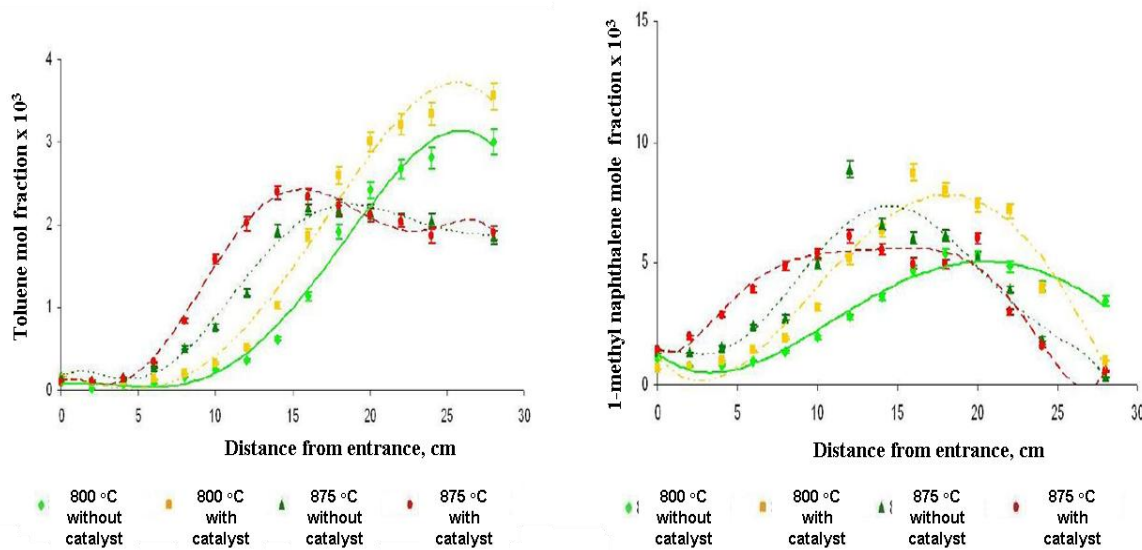 Toluene mol fraction x 10³
4
3
2
1
0
0 5 10 15 20 25 30
Distance from entrance, cm
800 °C without catalyst
800 °C with catalyst
875 °C without catalyst
875 °C with catalyst
1-methyl naphthalene mole fraction x 10³
15
10
5
0
0 5 10 15 20 25 30
Distance from entrance, cm
800 °C without catalyst
800 °C with catalyst
875 °C without catalyst
875 °C with catalyst